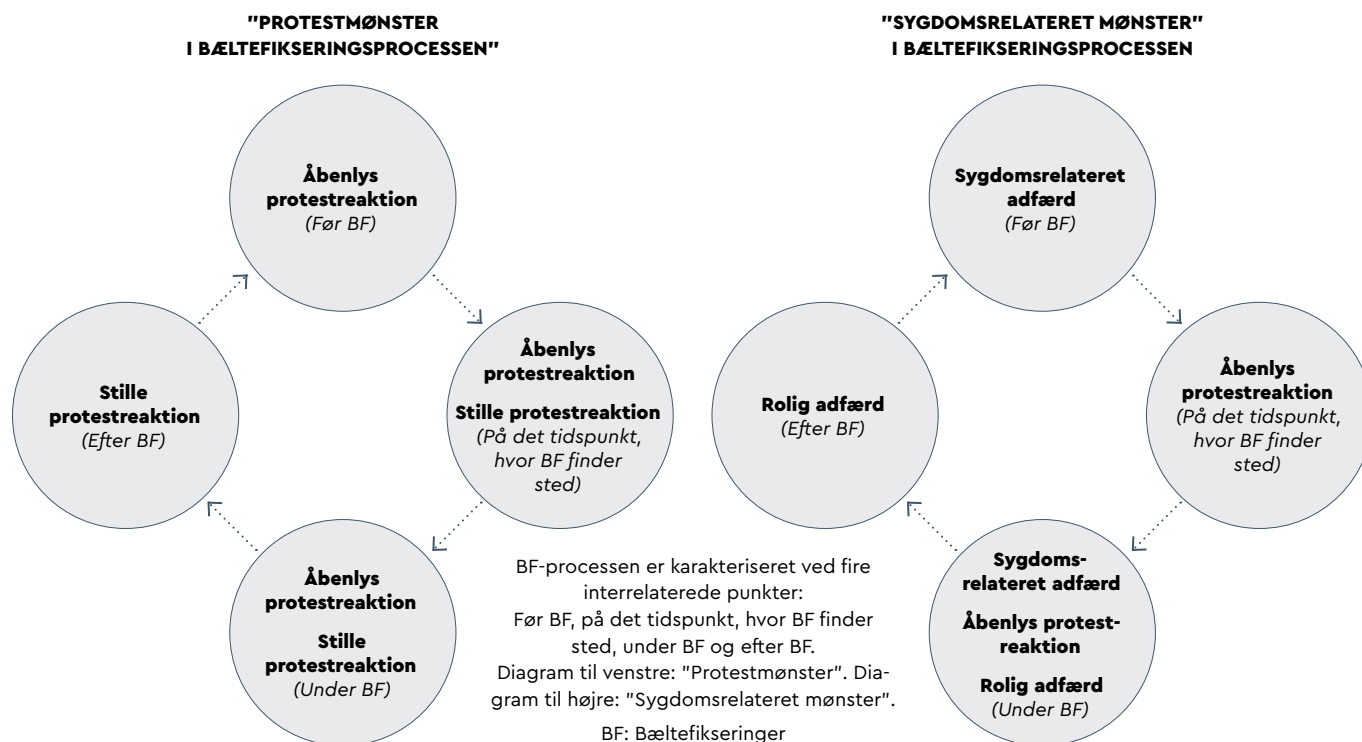 "PROTESTMØNSTER
I BÆLTEFIKSERINGSPROCESSEN"
Åbenlys
protestreaktion
(Før BF)
Åbenlys
protestreaktion
Stille protestreaktion
(På det tidspunkt,
hvor BF finder
sted)
Åbenlys
protestreaktion
Stille
protestreaktion
(Under BF)
Stille
protestreaktion
(Efter BF)
"SYGDOMSRELATERET MØNSTER"
I BÆLTEFIKSERINGSPROCESSEN
Sygdomsrelateret
adfærd
(Før BF)
Åbenlys
protestreaktion
(På det tidspunkt,
hvor BF finder
sted)
Sygdoms-
relateret adfærd
Åbenlys protest-
reaktion
Rolig adfærd
(Under BF)
Rolig adfærd
(Efter BF)
BF-processen er karakteriseret ved fire
interrelaterede punkter:
Før BF, på det tidspunkt, hvor BF finder
sted, under BF og efter BF.
Diagram til venstre: "Protestmønster". Dia-
gram til højre: "Sygdomsrelateret mønster".
BF: Bæltefikseringer